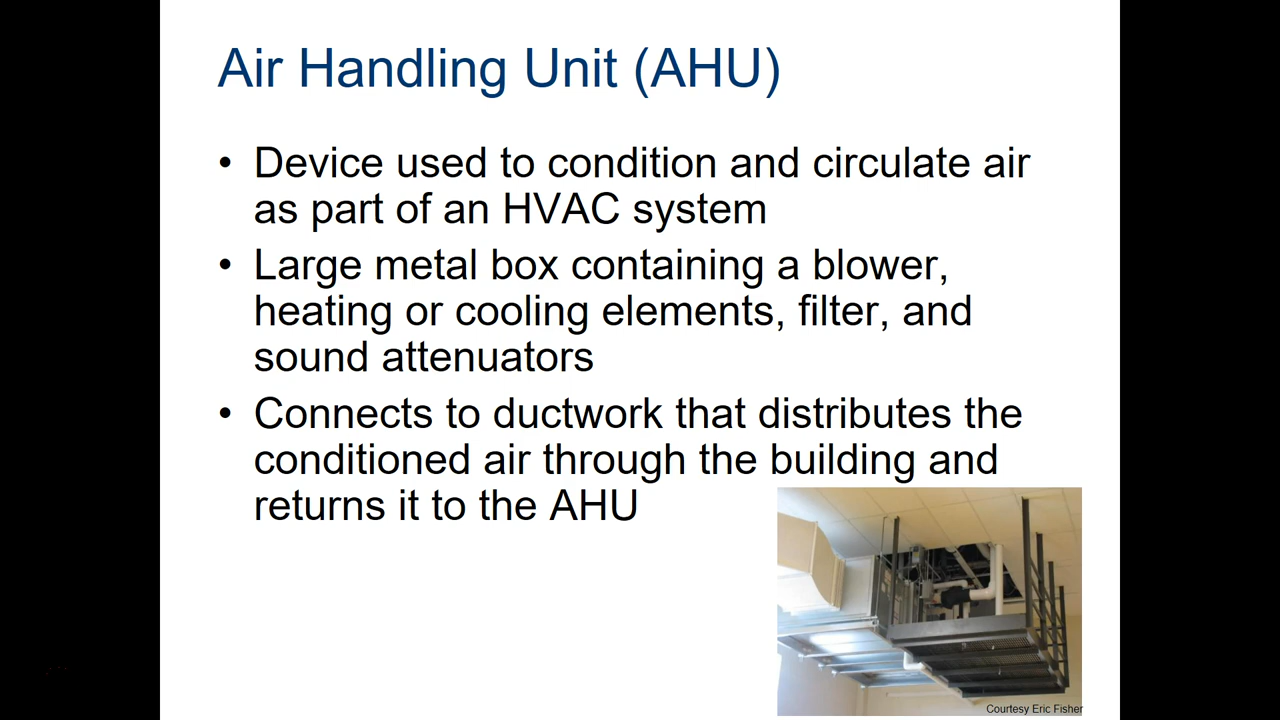 Air Handling Unit (AHU)
• Device used to condition and circulate air
as part of an HVAC system
• Large metal box containing a blower,
heating or cooling elements, filter, and
sound attenuators
• Connects to ductwork that distributes the
conditioned air through the building and
returns it to the AHU
Courtesy Eric Fisher